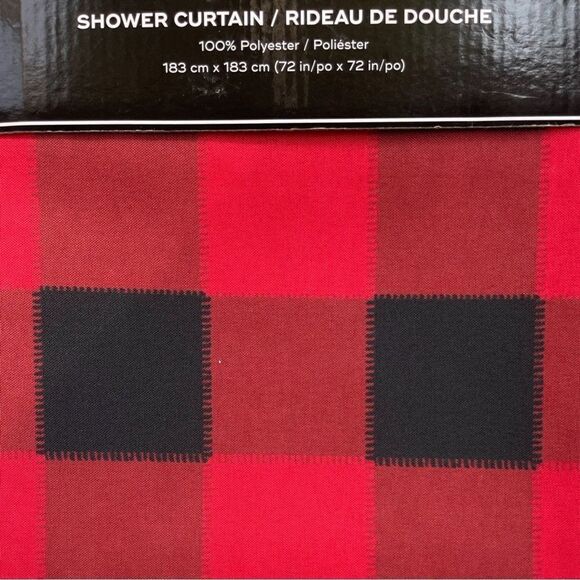 SHOWER CURTAIN / RIDEAU DE DOUCHE
100% Polyester / Poliéster
183 cm x 183 cm (72 in/po x 72 in/po)